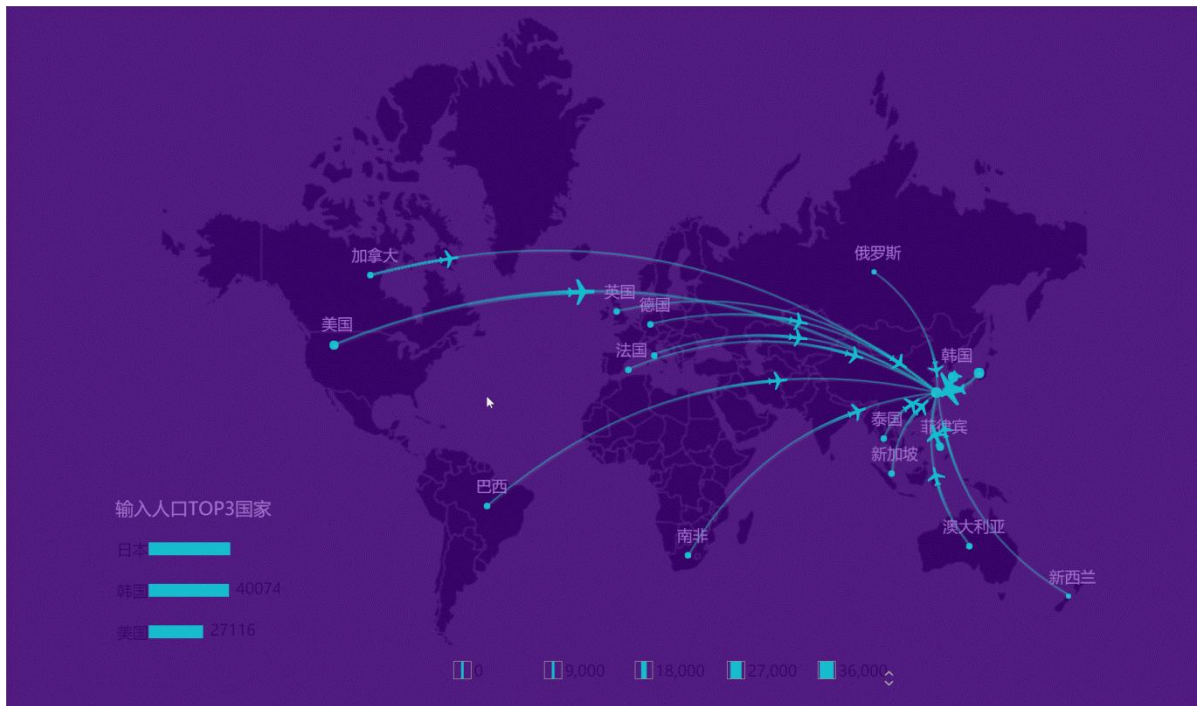 俄罗斯
加拿大
英国
德国
美国
法国
韩国
泰国
菲律宾
新加坡
巴西
输入人口TOP3国家
澳大利亚
南非
日本
新西兰
韩国 40074
美国 27116
0 9,000 18,000 27,000 36,000